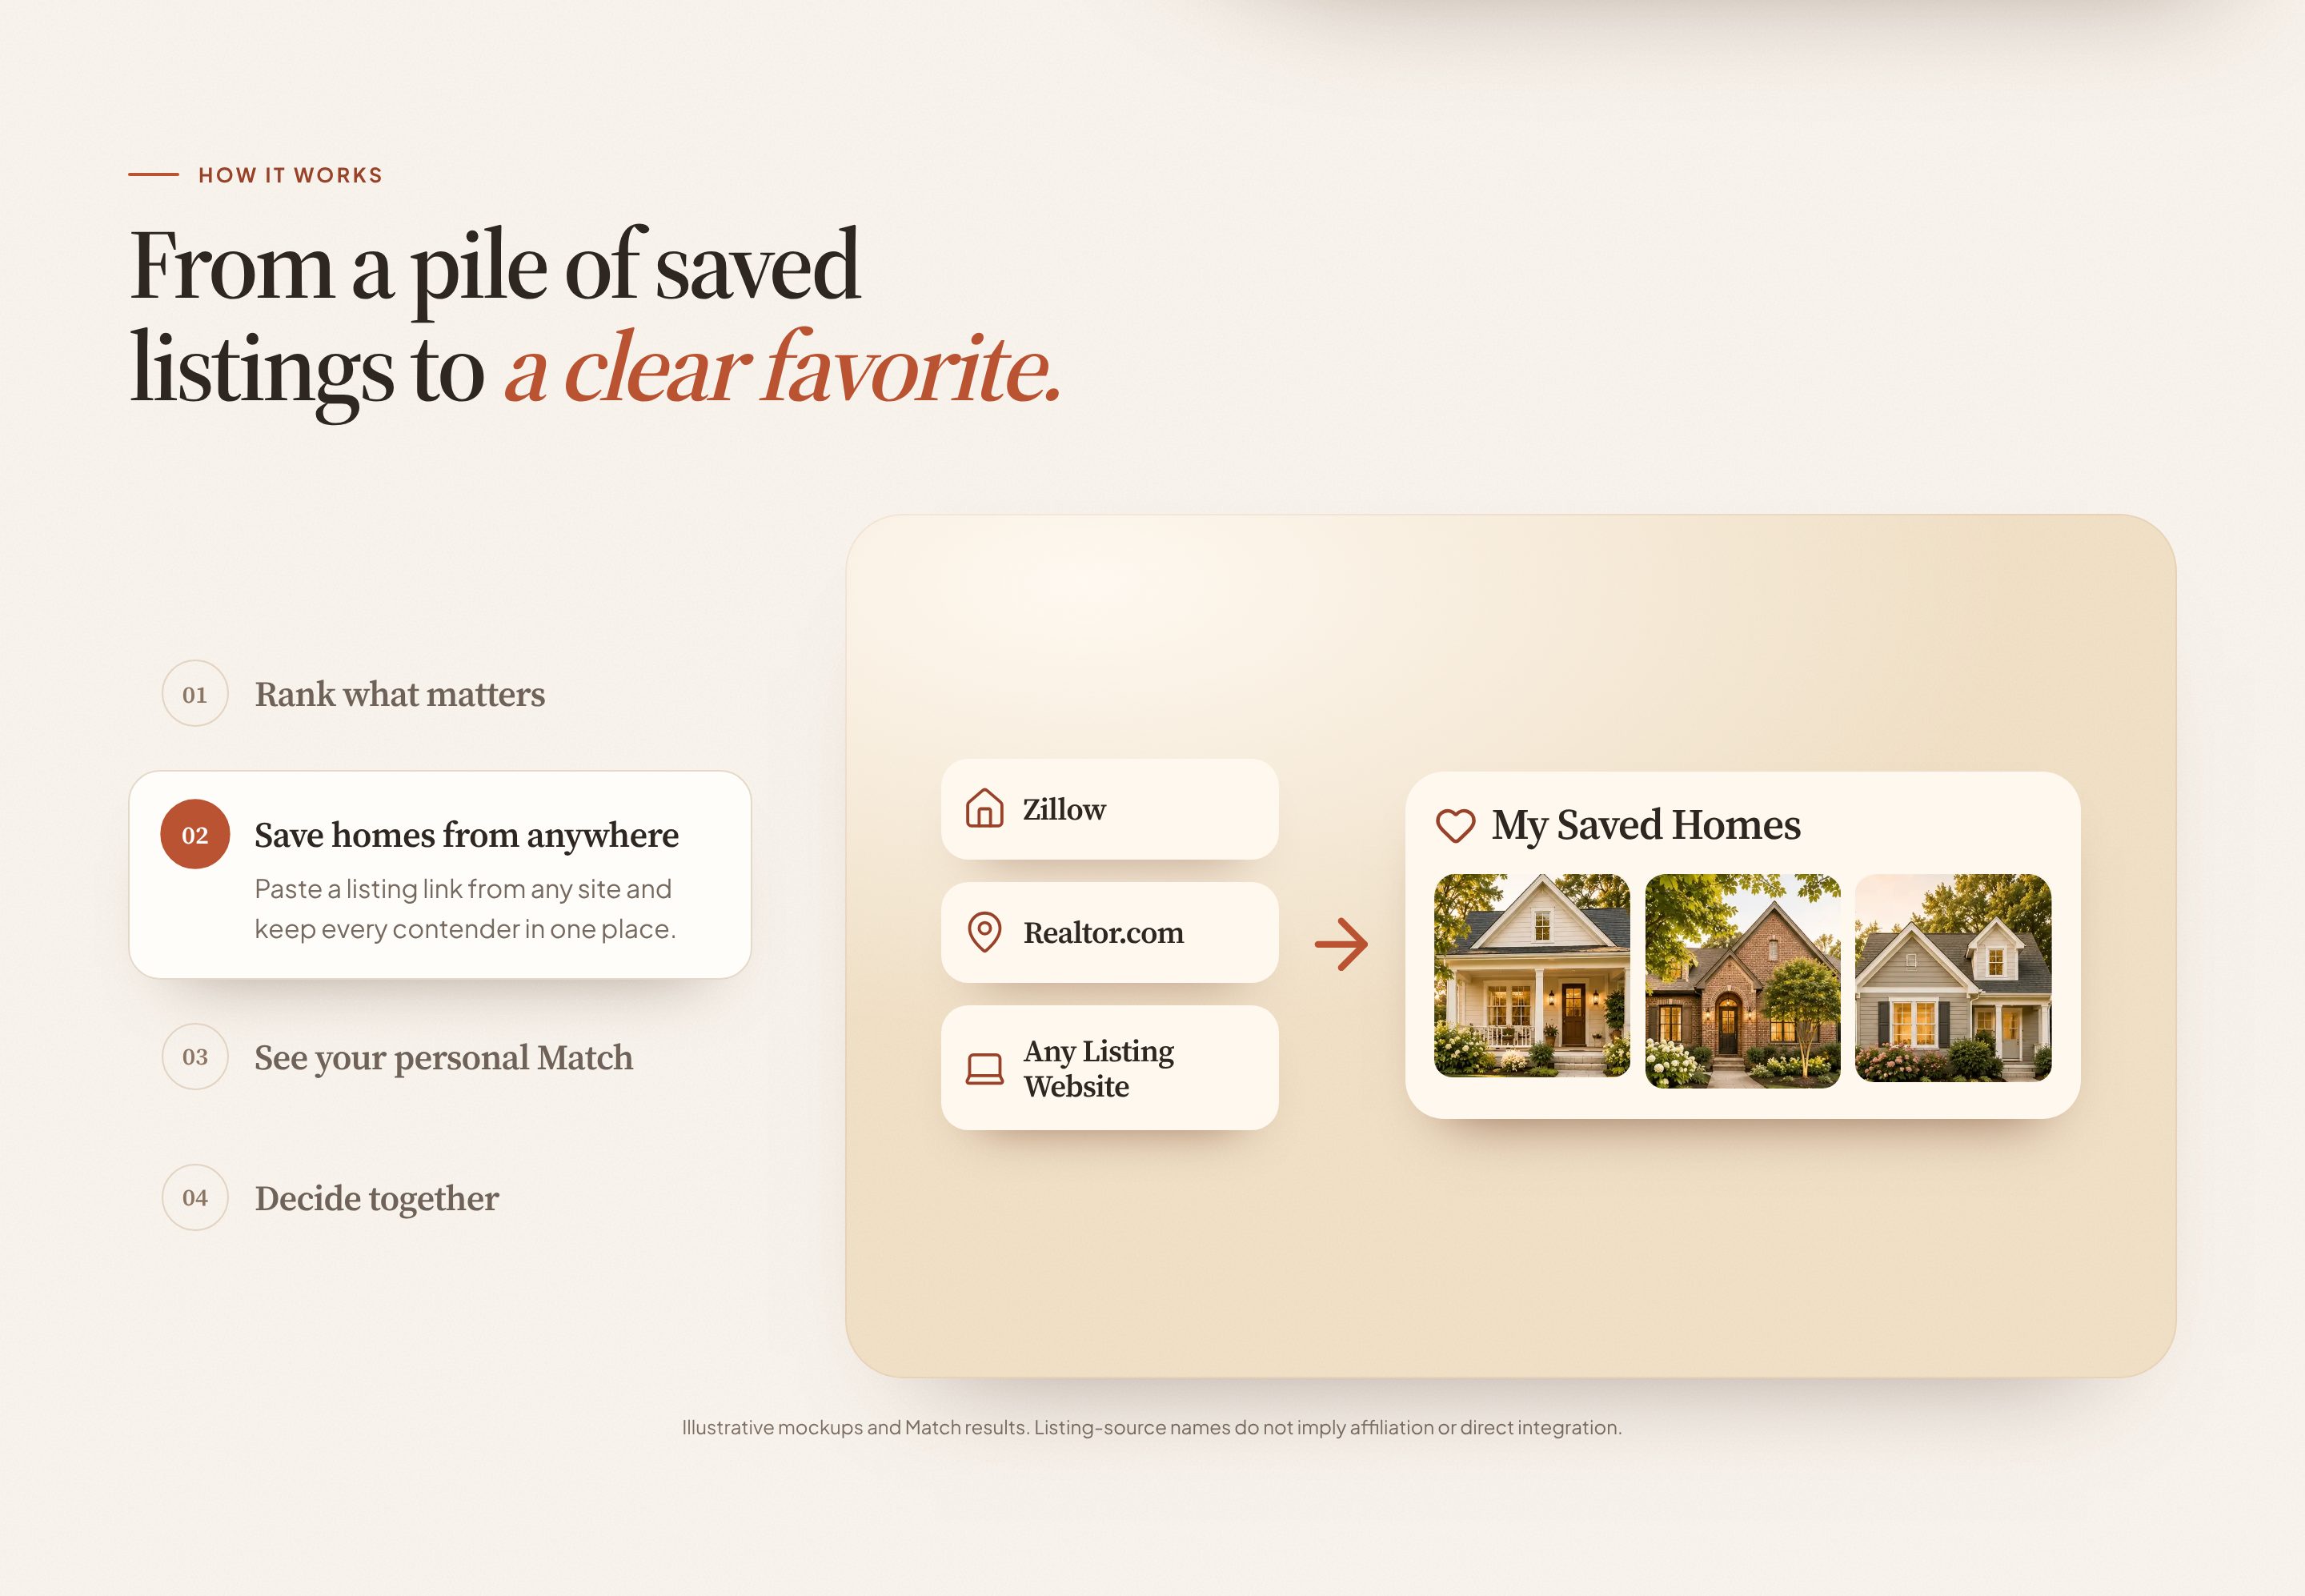 HOW IT WORKS
From a pile of saved
listings to a clear favorite.
01 Rank what matters
02 Save homes from anywhere
Paste a listing link from any site and
keep every contender in one place.
03 See your personal Match
04 Decide together
Zillow
Realtor.com
Any Listing
Website
My Saved Homes
Illustrative mockups and Match results. Listing-source names do not imply affiliation or direct integration.